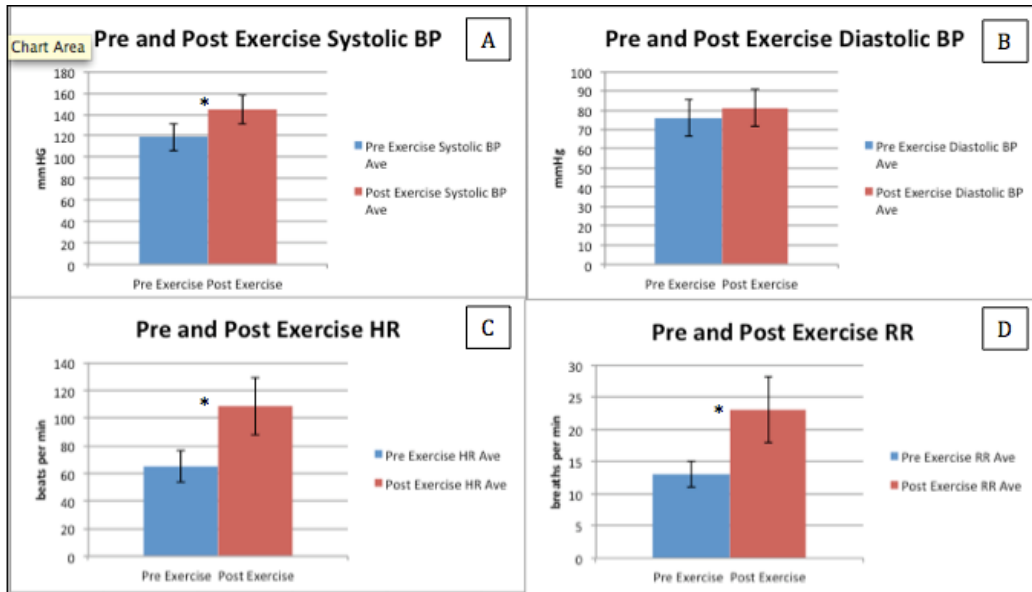 Chart Area
Pre and Post Exercise Systolic BP
A
180
160
140
120
100
80
60
40
20
0
mmHG
*
Pre Exercise Post Exercise
Pre Exercise Systolic BP
Ave
Post Exercise Systolic BP
Ave
Pre and Post Exercise Diastolic BP
B
100
90
80
70
60
50
40
30
20
10
0
mmHg
Pre Exercise Post Exercise
Pre Exercise Diastolic BP
Ave
Post Exercise Diastolic BP
Ave
Pre and Post Exercise HR
C
140
120
100
80
60
40
20
0
beats per min
*
Pre Exercise Post Exercise
Pre Exercise HR Ave
Post Exercise HR Ave
Pre and Post Exercise RR
D
30
25
20
15
10
5
0
breaths per min
*
Pre Exercise Post Exercise
Pre Exercise RR Ave
Post Exercise RR Ave